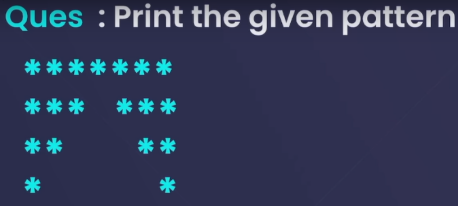 Ques : Print the given pattern
* * * * * * *
* * *   * * *
* *       * *
*           *